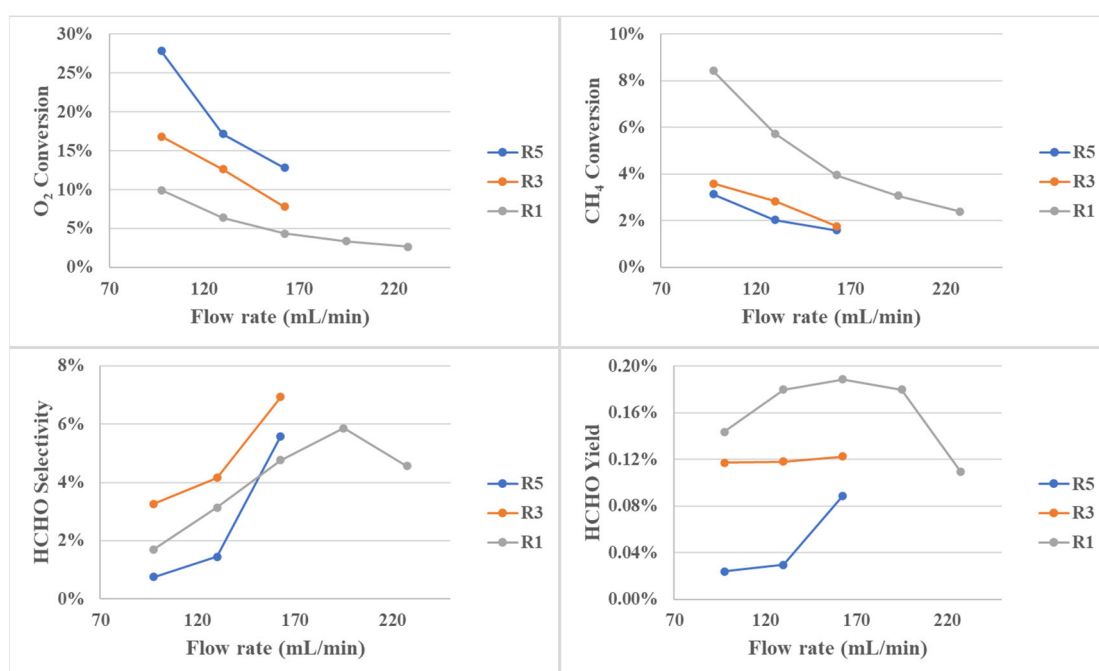 30%
25%
20%
15%
10%
5%
0%
O₂ Conversion
70
120
170
220
Flow rate (mL/min)
R5
R3
R1
10%
8%
6%
4%
2%
0%
CH₄ Conversion
70
120
170
220
Flow rate (mL/min)
R5
R3
R1
8%
6%
4%
2%
0%
HCHO Selectivity
70
120
170
220
Flow rate (mL/min)
R5
R3
R1
0.20%
0.16%
0.12%
0.08%
0.04%
0.00%
HCHO Yield
70
120
170
220
Flow rate (mL/min)
R5
R3
R1